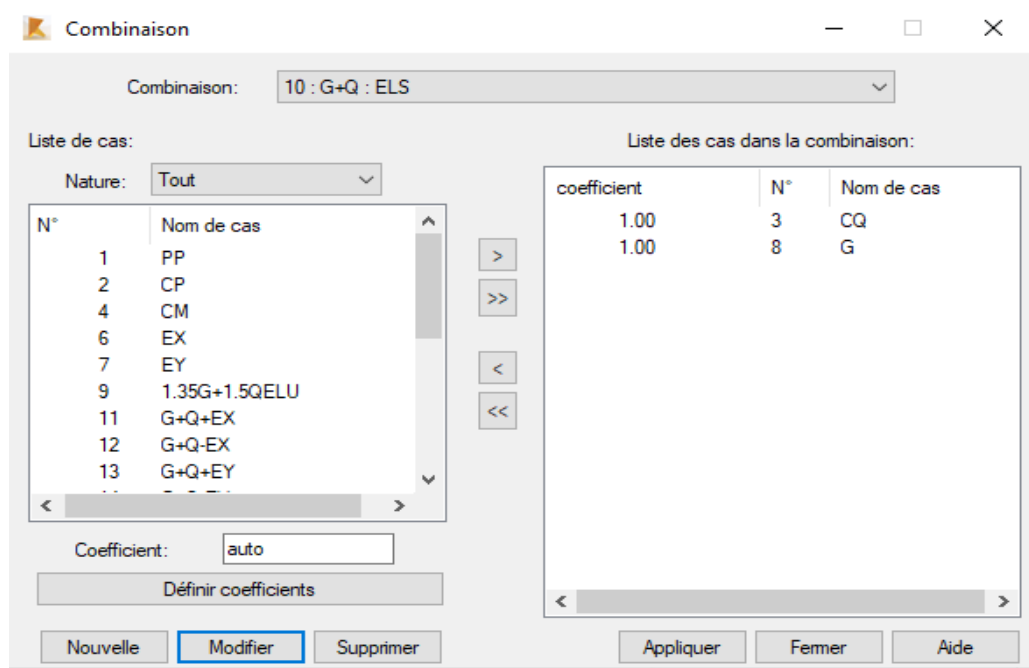 Combinaison
Combinaison: 10 : G+Q : ELS
Liste de cas:
Nature: Tout
N° Nom de cas
1 PP
2 CP
4 CM
6 EX
7 EY
9 1.35G+1.5QELU
11 G+Q+EX
12 G+Q-EX
13 G+Q+EY
Coefficient: auto
Définir coefficients
Nouvelle Modifier Supprimer
>
>>
<
<<
Liste des cas dans la combinaison:
coefficient N° Nom de cas
1.00 3 CQ
1.00 8 G
Appliquer Fermer Aide